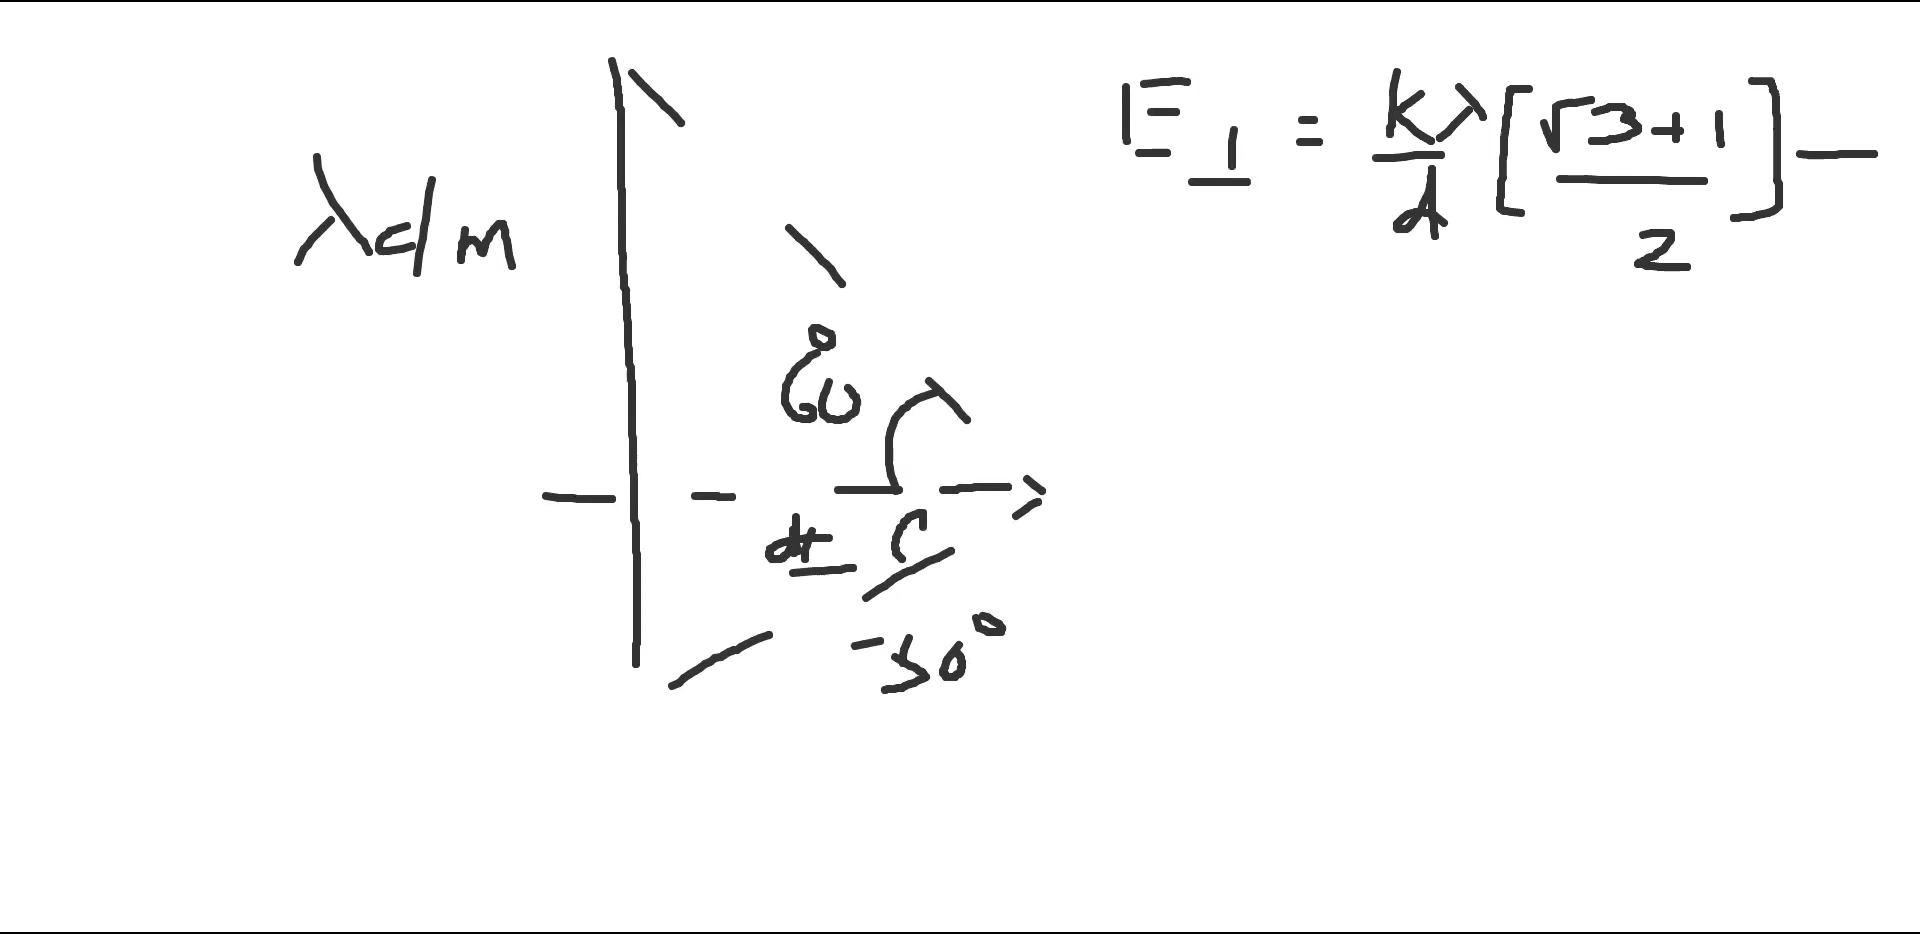 λc/m
E⊥ = kλ/d [(√3+1)/2] —
60°
d
-30°